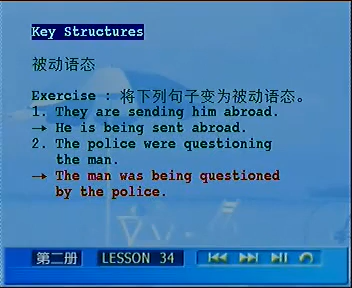 Key Structures
被动语态
Exercise : 将下列句子变为被动语态。
1. They are sending him abroad.
→ He is being sent abroad.
2. The police were questioning
the man.
→ The man was being questioned
by the police.
第二册 LESSON 34